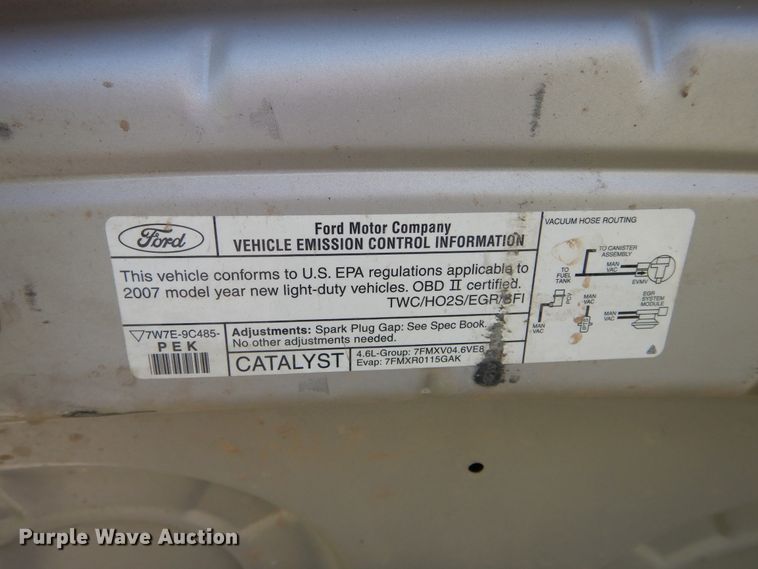 Ford
Ford Motor Company
VEHICLE EMISSION CONTROL INFORMATION
This vehicle conforms to U.S. EPA regulations applicable to
2007 model year new light-duty vehicles. OBD II certified.
TWC/HO2S/EGR/SFI
7W7E-9C485-
PEK
Adjustments: Spark Plug Gap: See Spec Book.
No other adjustments needed.
CATALYST
4.6L-Group: 7FMXV04.6VE8
Evap: 7FMXR0115GAK
VACUUM HOSE ROUTING
TO CANISTER
ASSEMBLY
MAN
VAC
TO
FUEL
TANK
EVMV
PCV
MAN
VAC
MAN
VAC
MAN
VAC
EGR
SYSTEM
MODULE
Purple Wave Auction